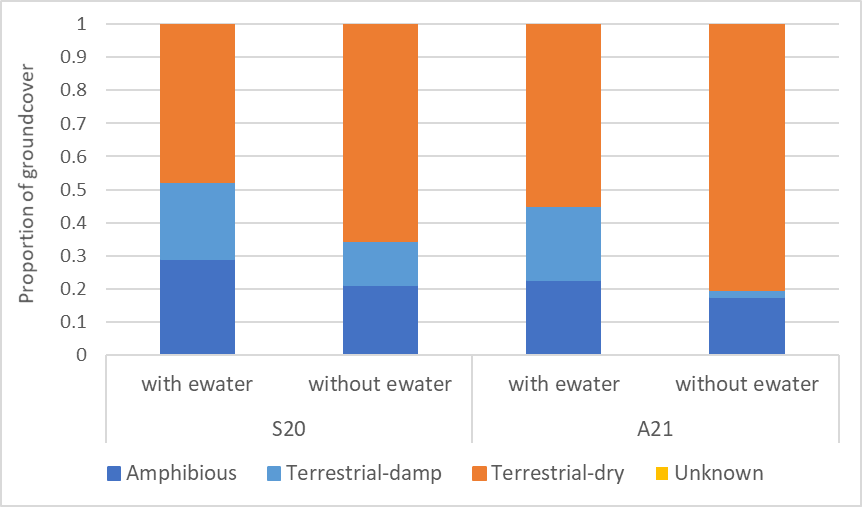 Proportion of groundcover
1
0.9
0.8
0.7
0.6
0.5
0.4
0.3
0.2
0.1
0
with ewater without ewater with ewater without ewater
S20 A21
Amphibious Terrestrial-damp Terrestrial-dry Unknown